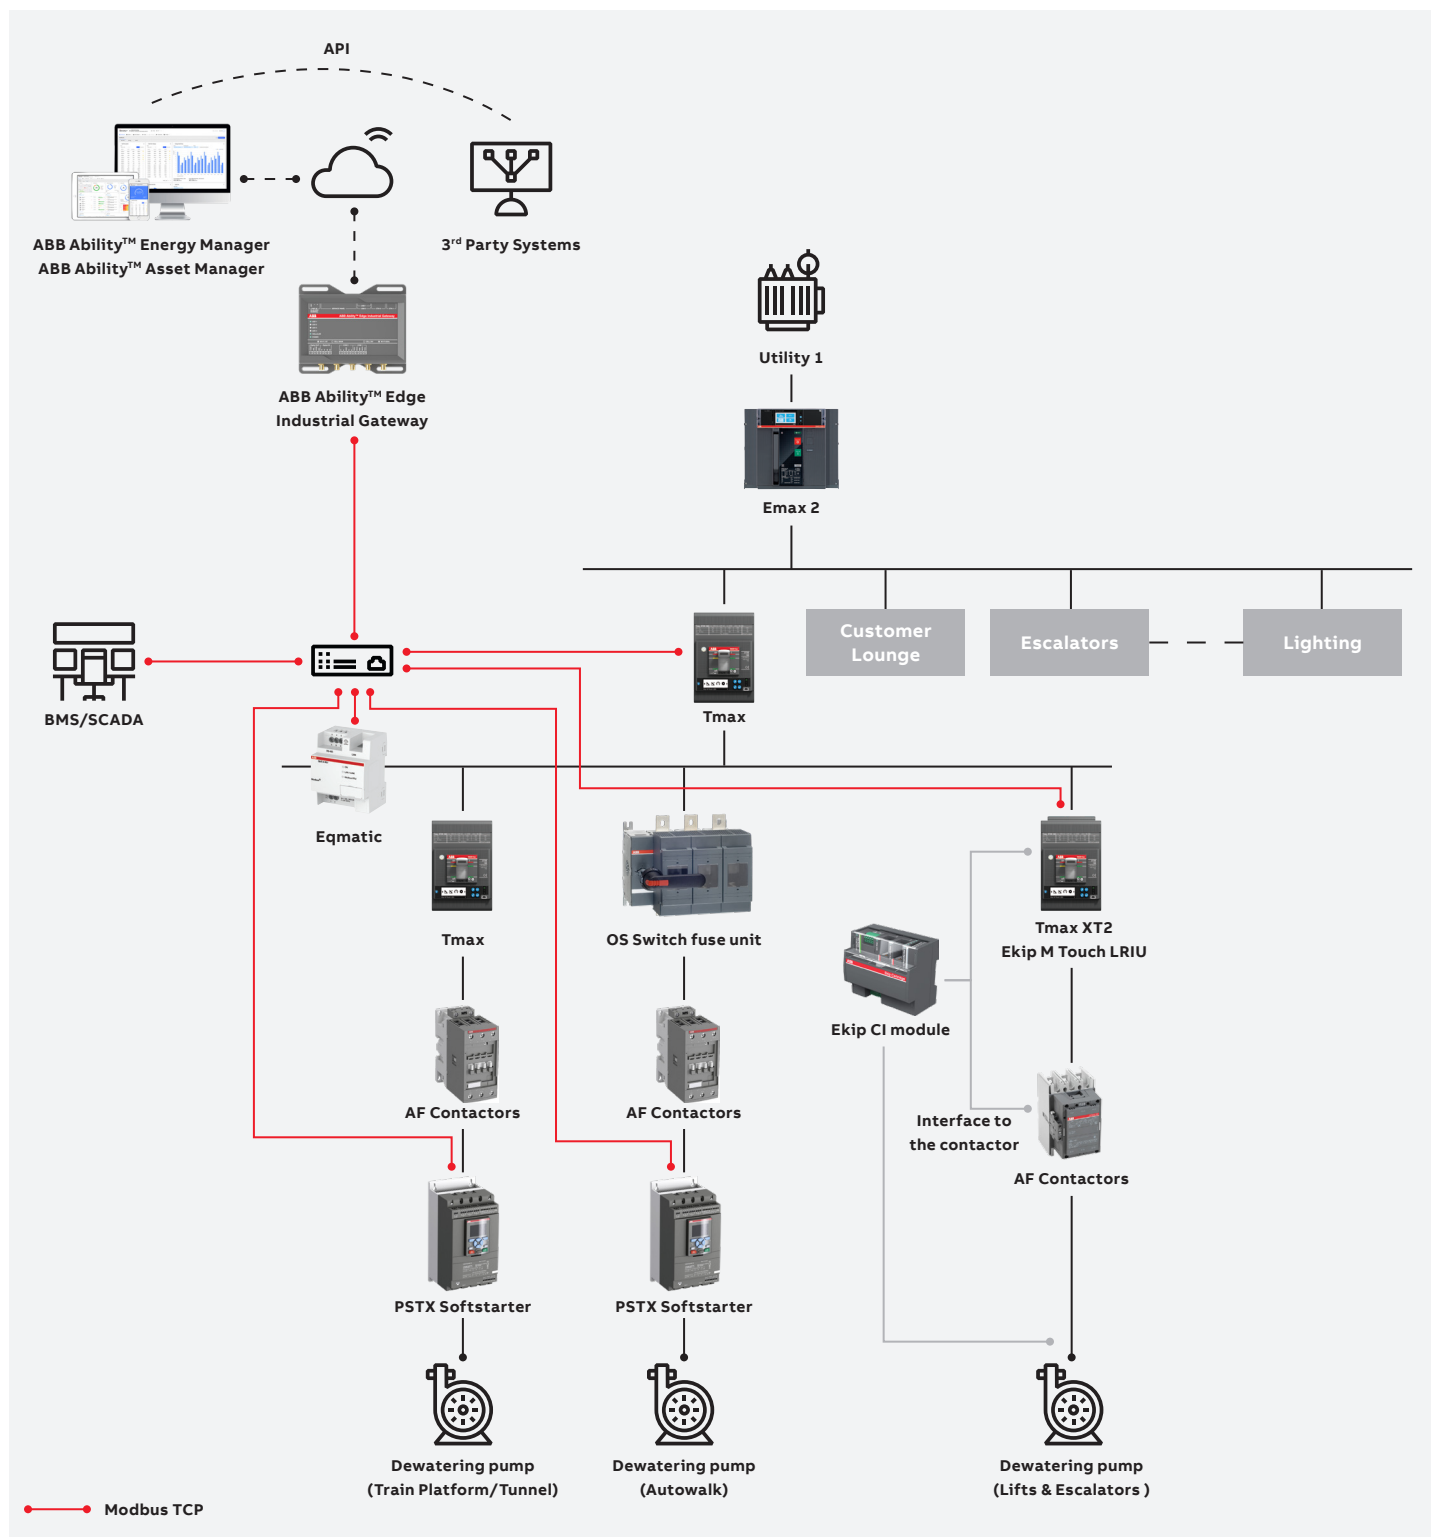 API
ABB Ability™ Energy Manager
ABB Ability™ Asset Manager
3rd Party Systems
ABB Ability™ Edge
Industrial Gateway
Utility 1
Emax 2
Customer
Lounge
Escalators
Lighting
BMS/SCADA
Tmax
Eqmatic
Tmax
OS Switch fuse unit
Tmax XT2
Ekip M Touch LRIU
Ekip CI module
AF Contactors
AF Contactors
Interface to
the contactor
AF Contactors
PSTX Softstarter
PSTX Softstarter
Dewatering pump
(Train Platform/Tunnel)
Dewatering pump
(Autowalk)
Dewatering pump
(Lifts & Escalators )
Modbus TCP